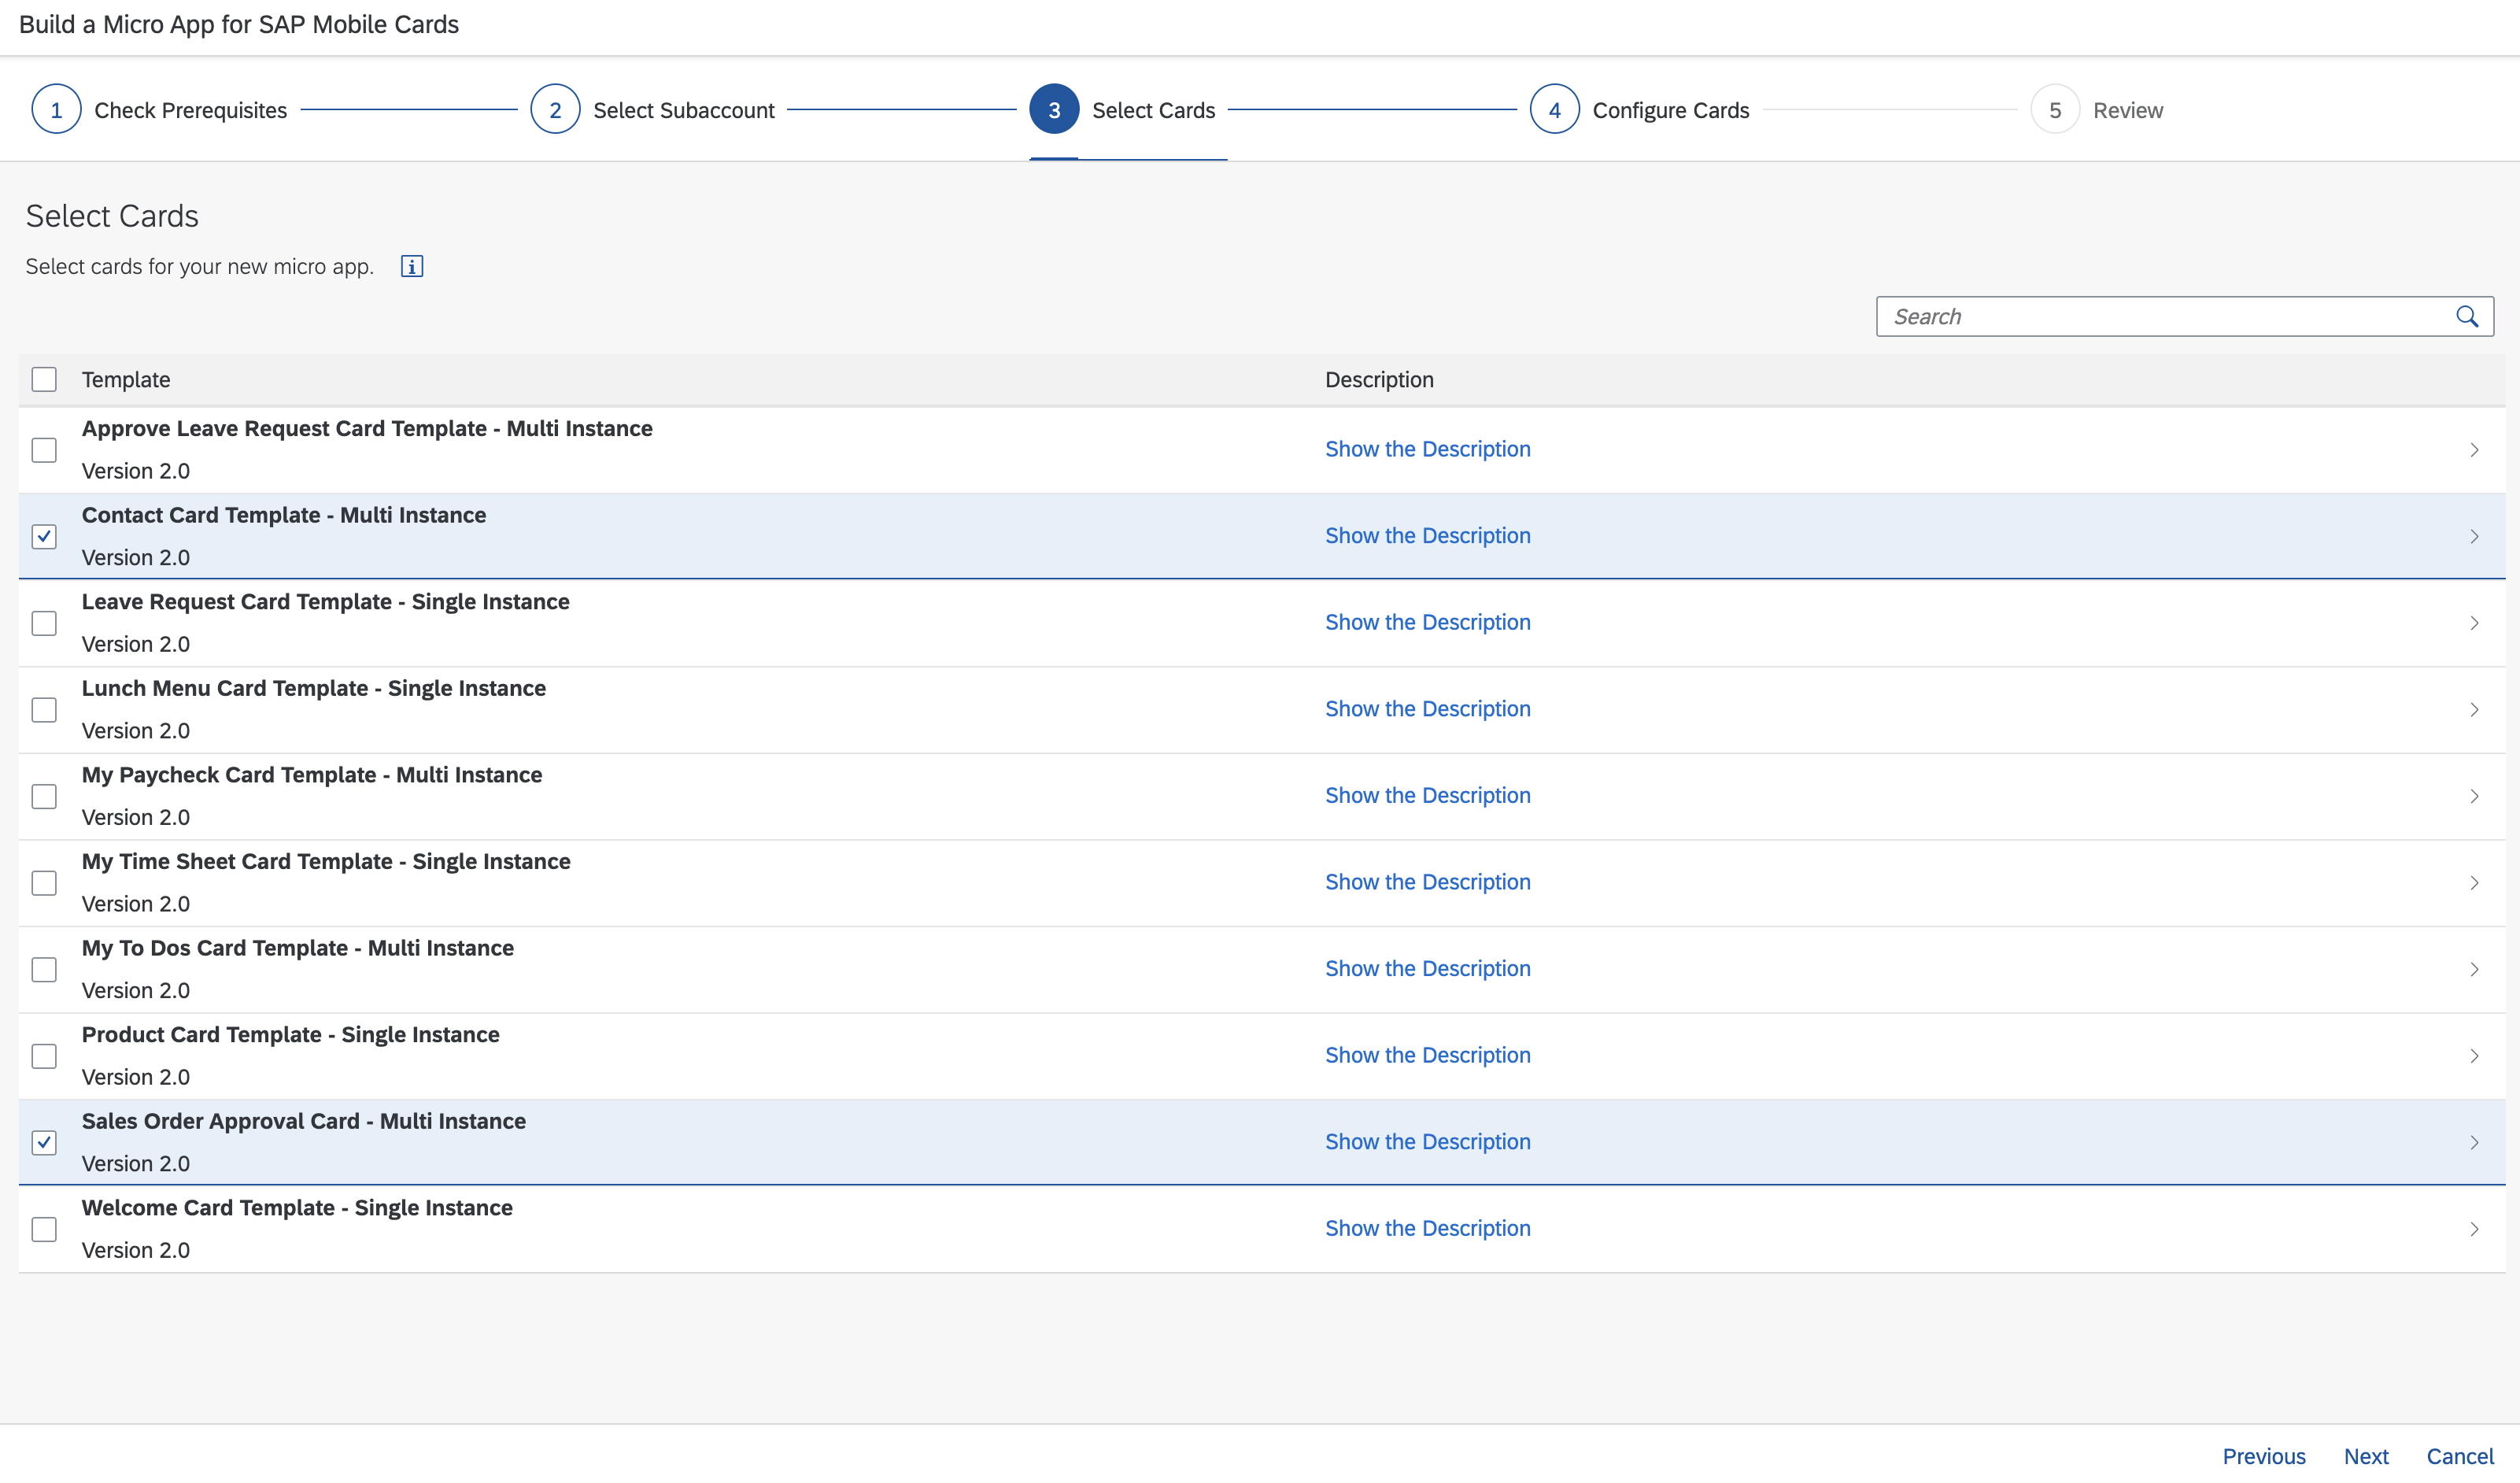 Build a Micro App for SAP Mobile Cards
1 Check Prerequisites 2 Select Subaccount 3 Select Cards 4 Configure Cards 5 Review
Select Cards
Select cards for your new micro app.
Search
Template Description
Approve Leave Request Card Template - Multi Instance
Show the Description
Version 2.0
Contact Card Template - Multi Instance
Show the Description
Version 2.0
Leave Request Card Template - Single Instance
Show the Description
Version 2.0
Lunch Menu Card Template - Single Instance
Show the Description
Version 2.0
My Paycheck Card Template - Multi Instance
Show the Description
Version 2.0
My Time Sheet Card Template - Single Instance
Show the Description
Version 2.0
My To Dos Card Template - Multi Instance
Show the Description
Version 2.0
Product Card Template - Single Instance
Show the Description
Version 2.0
Sales Order Approval Card - Multi Instance
Show the Description
Version 2.0
Welcome Card Template - Single Instance
Show the Description
Version 2.0
Previous Next Cancel